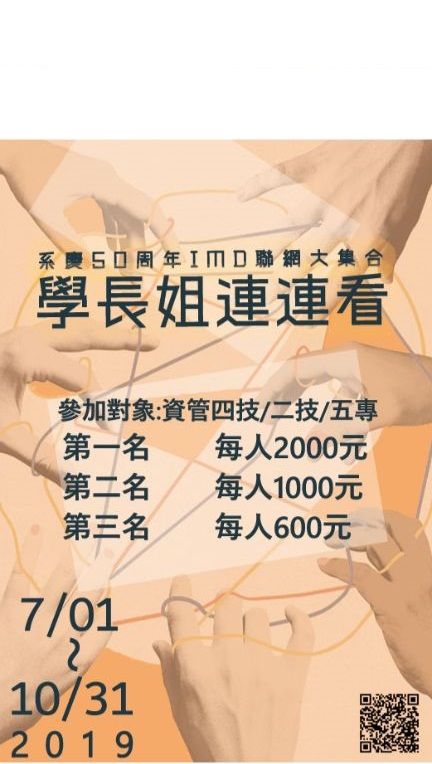 系慶50周年IMD聯網大集合
學長姐連連看
參加對象:資管四技/二技/五專
第一名 每人2000元
第二名 每人1000元
第三名 每人600元
7/01
~
10/31
2019